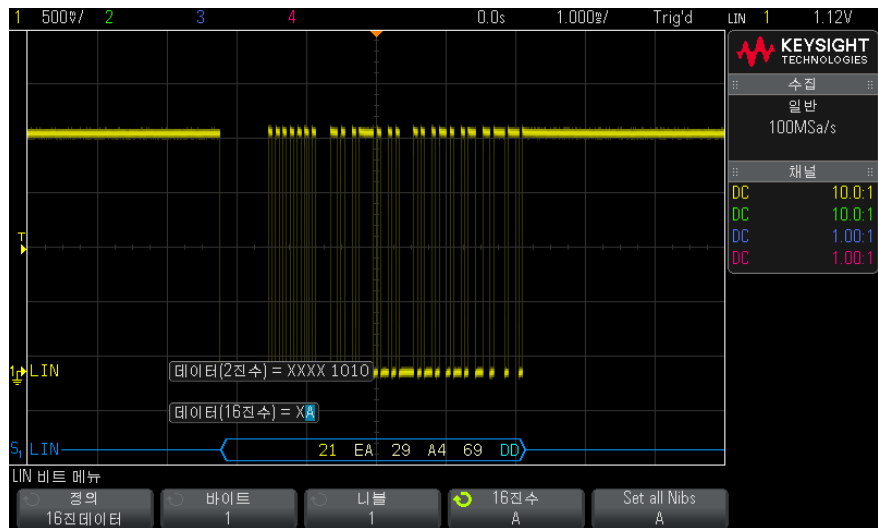 1 500㎷/ 2 3 4 0.0s 1.000㎳/ Trig'd LIN 1 1.12V
KEYSIGHT
TECHNOLOGIES
수집
일반
100MSa/s
채널
DC 10.0:1
DC 10.0:1
DC 1.00:1
DC 1.00:1
T
1 LIN
데이터(2진수) = XXXX 1010
데이터(16진수) = XA
S1 LIN 21 EA 29 A4 69 DD
LIN 비트 메뉴
정의 바이트 니블 16진수 Set all Nibs
16진데이터 1 1 A A